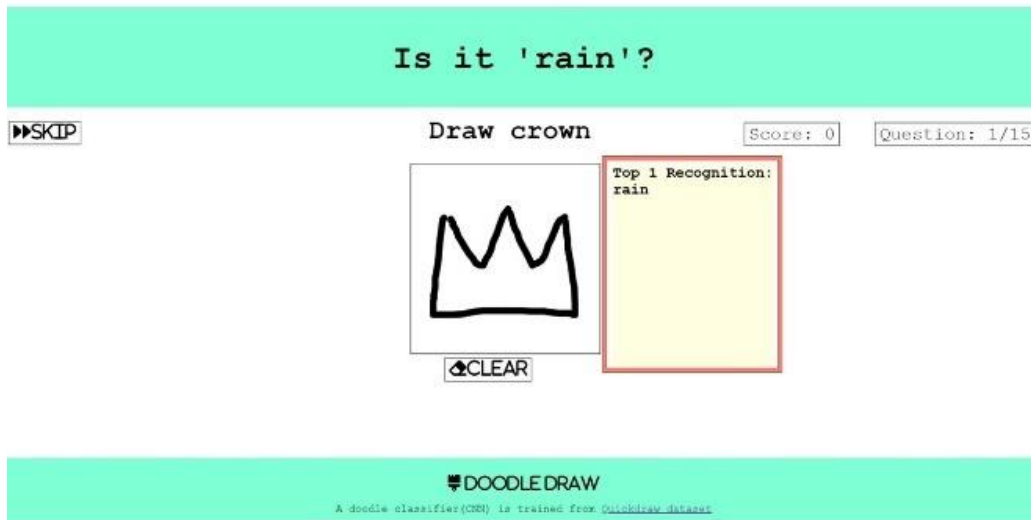 Is it 'rain'?
SKIP
Draw crown
Score: 0
Question: 1/15
Top 1 Recognition:
rain
CLEAR
DOODLE DRAW
A doodle classifier(CNN) is trained from Quickdraw dataset